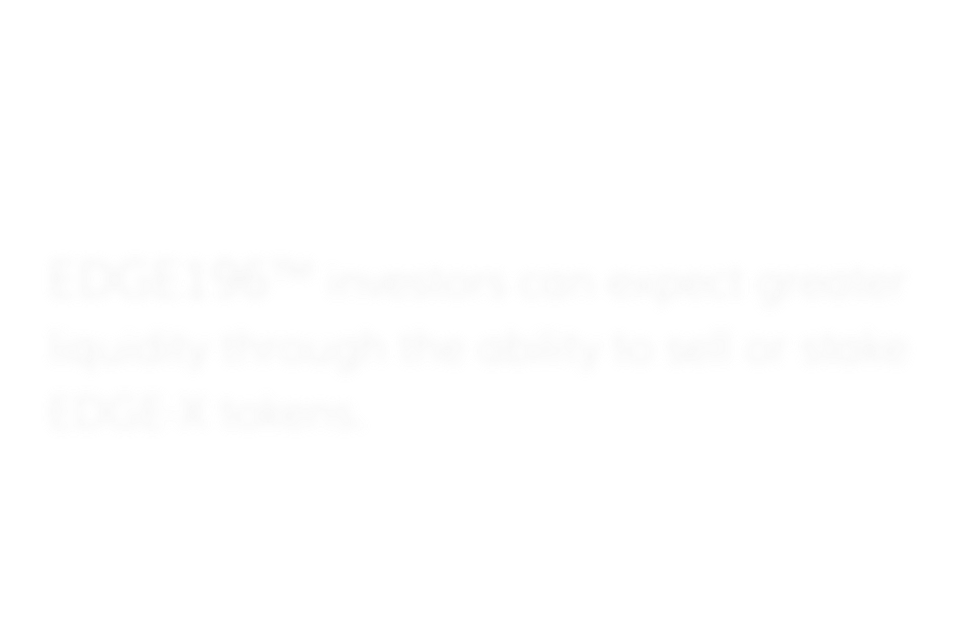 EDGE196™ investors can expect greater
liquidity through the ability to sell or stake
EDGE-X tokens.